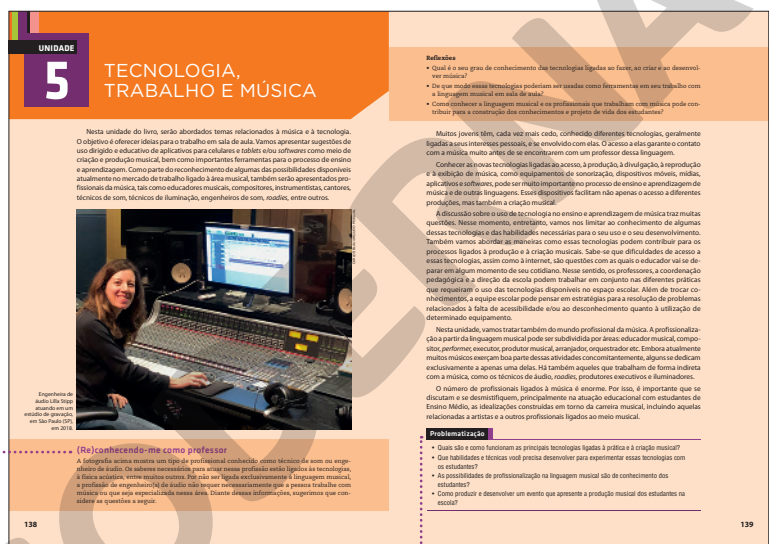 UNIDADE
5
TECNOLOGIA,
TRABALHO E MÚSICA
Nesta unidade do livro, serão abordados temas relacionados à música e à tecnologia.
O objetivo é oferecer ideias para o trabalho em sala de aula. Vamos apresentar sugestões de
uso dirigido e educativo de aplicativos para celulares e tablets e/ou softwares como meio de
criação e produção musical, bem como importantes ferramentas para o processo de ensino
e aprendizagem. Como parte do reconhecimento de algumas das possibilidades disponíveis
atualmente no mercado de trabalho ligado à área musical, também serão apresentados pro-
fissionais da música, tais como educadores musicais, compositores, instrumentistas, cantores,
técnicos de som, técnicos de iluminação, engenheiros de som, roadies, entre outros.
Engenheira de
áudio Lilla Stipp
atuando em um
estúdio de gravação,
em São Paulo (SP),
em 2018.
(Re)conhecendo-me como professor
A fotografia acima mostra um tipo de profissional conhecido como técnico de som ou enge-
nheiro de áudio. Os saberes necessários para atuar nessa profissão estão ligados às tecnologias,
à física acústica, entre muitos outros. Por não ser ligada exclusivamente à linguagem musical,
a profissão de engenheiro(a) de áudio não requer necessariamente que a pessoa trabalhe com
música ou que seja especializada nessa área. Diante dessas informações, sugerimos que con-
sidere as questões a seguir.
138
Reflexões
• Qual é o seu grau de conhecimento das tecnologias ligadas ao fazer, ao criar e ao desenvol-
ver música?
• De que modo essas tecnologias poderiam ser usadas como ferramentas em seu trabalho com
a linguagem musical em sala de aula?
• Como conhecer a linguagem musical e os profissionais que trabalham com música pode con-
tribuir para a construção dos conhecimentos e projeto de vida dos estudantes?
Muitos jovens têm, cada vez mais cedo, conhecido diferentes tecnologias, geralmente
ligadas a seus interesses pessoais, e se envolvido com elas. O acesso a elas garante o contato
com a música muito antes de se encontrarem com um professor dessa linguagem.
Conhecer as novas tecnologias ligadas ao acesso, à produção, à divulgação, à reprodução
e à exibição de música, como equipamentos de sonorização, dispositivos móveis, mídias,
aplicativos e softwares, pode ser muito importante no processo de ensino e aprendizagem de
música e de outras linguagens. Esses dispositivos facilitam não apenas o acesso a diferentes
produções, mas também a criação musical.
A discussão sobre o uso de tecnologia no ensino e aprendizagem de música traz muitas
questões. Nesse momento, entretanto, vamos nos limitar ao conhecimento de algumas
dessas tecnologias e das habilidades necessárias para o seu uso e o seu desenvolvimento.
Também vamos abordar as maneiras como essas tecnologias podem contribuir para os
processos ligados à produção e à criação musicais. Sabe-se que dificuldades de acesso a
essas tecnologias, assim como à internet, são questões com as quais o educador vai se de-
parar em algum momento de seu cotidiano. Nesse sentido, os professores, a coordenação
pedagógica e a direção da escola podem trabalhar em conjunto nas diferentes práticas
que requeiram o uso das tecnologias disponíveis no espaço escolar. Além de trocar co-
nhecimentos, a equipe escolar pode pensar em estratégias para a resolução de problemas
relacionados à falta de acessibilidade e/ou ao desconhecimento quanto à utilização de
determinado equipamento.
Nesta unidade, vamos tratar também do mundo profissional da música. A profissionaliza-
ção a partir da linguagem musical pode ser subdividida por áreas: educador musical, compo-
sitor, performer, executor, produtor musical, arranjador, orquestrador etc. Embora atualmente
muitos músicos exerçam boa parte dessas atividades concomitantemente, alguns se dedicam
exclusivamente a apenas uma delas. Há também aqueles que trabalham de forma indireta
com a música, como os técnicos de áudio, roadies, produtores executivos e iluminadores.
O número de profissionais ligados à música é enorme. Por isso, é importante que se
discutam e se desmistifiquem, principalmente na atuação educacional com estudantes de
Ensino Médio, as idealizações construídas em torno da carreira musical, incluindo aquelas
relacionadas a artistas e a outros profissionais ligados ao meio musical.
Problematização
• Quais são e como funcionam as principais tecnologias ligadas à prática e à criação musical?
• Que habilidades e técnicas você precisa desenvolver para experimentar essas tecnologias com
os estudantes?
• As possibilidades de profissionalização na linguagem musical são de conhecimento dos
estudantes?
• Como produzir e desenvolver um evento que apresente a produção musical dos estudantes na
escola?
139